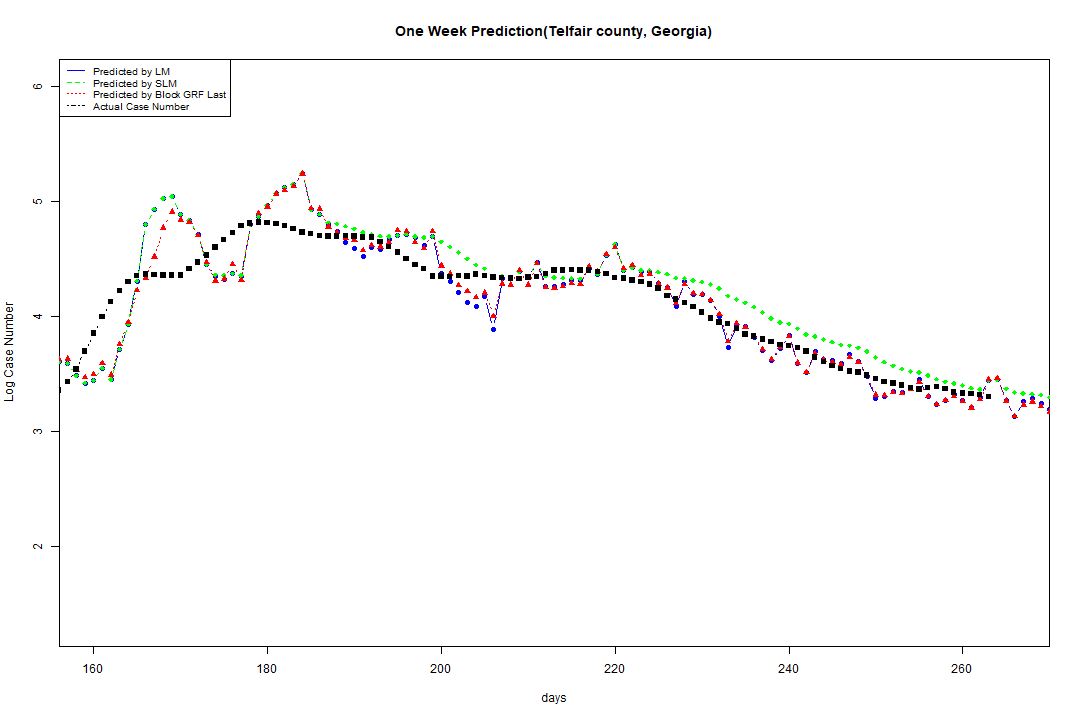 One Week Prediction(Telfair county, Georgia)
Predicted by LM
Predicted by SLM
Predicted by Block GRF Last
Actual Case Number
6
5
4
3
2
Log Case Number
160 180 200 220 240 260
days